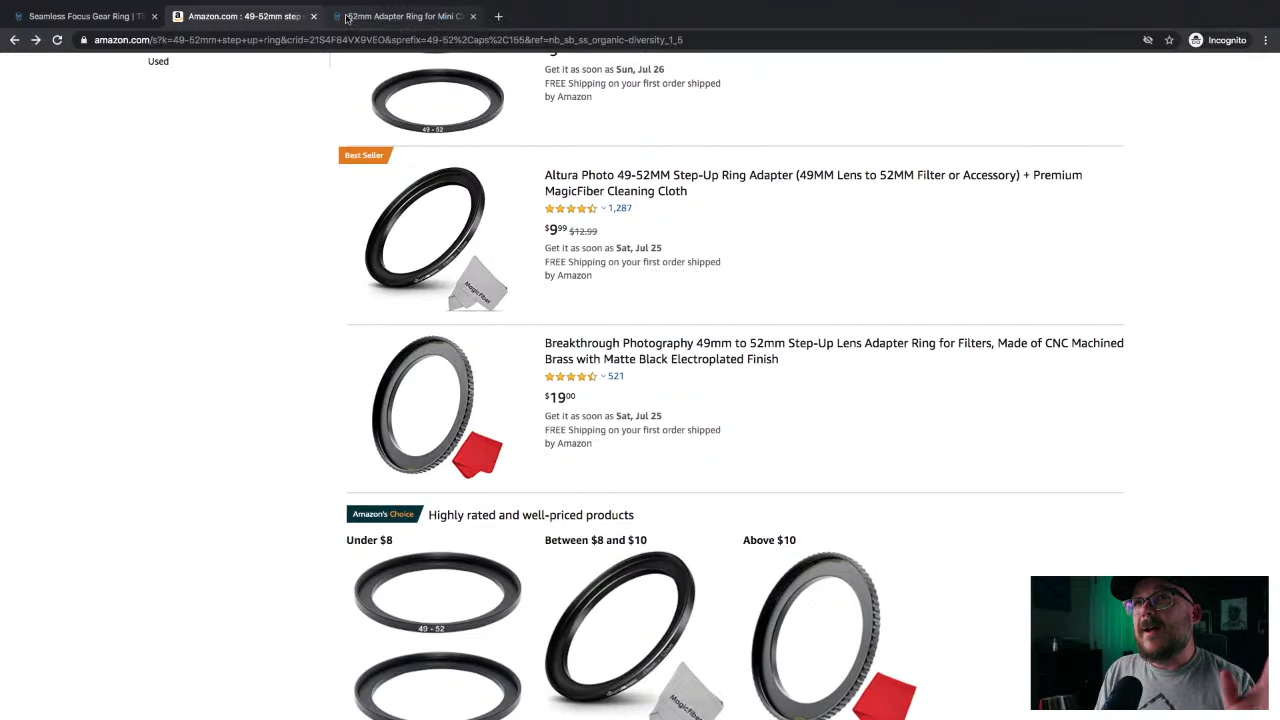 Seamless Focus Gear Ring | Ti
Amazon.com : 49-52mm step
52mm Adapter Ring for Mini C
amazon.com/s?k=49-52mm+step+up+ring&crid=21S4F84VX9VEO&sprefix=49-52%2Caps%2C155&ref=nb_sb_ss_organic-diversity_1_5
Incognito
Used
Get it as soon as Sun, Jul 26
FREE Shipping on your first order shipped
by Amazon
49 - 52
Best Seller
Altura Photo 49-52MM Step-Up Ring Adapter (49MM Lens to 52MM Filter or Accessory) + Premium
MagicFiber Cleaning Cloth
1,287
$9.99 $12.99
Get it as soon as Sat, Jul 25
FREE Shipping on your first order shipped
by Amazon
MagicFiber
Breakthrough Photography 49mm to 52mm Step-Up Lens Adapter Ring for Filters, Made of CNC Machined
Brass with Matte Black Electroplated Finish
521
$19.00
Get it as soon as Sat, Jul 25
FREE Shipping on your first order shipped
by Amazon
Amazon's Choice Highly rated and well-priced products
Under $8
Between $8 and $10
Above $10
49 - 52
MagicFiber